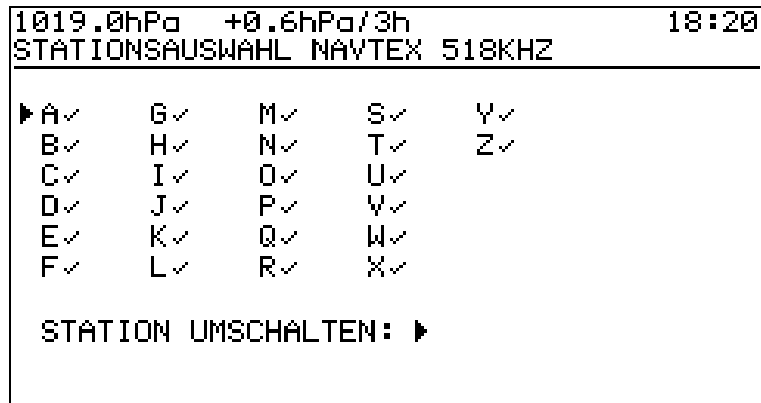 1019.0hPa +0.6hPa/3h 18:20
STATIONSAUSWAHL NAVTEX 518KHZ
▶A✓ G✓ M✓ S✓ Y✓
B✓ H✓ N✓ T✓ Z✓
C✓ I✓ O✓ U✓
D✓ J✓ P✓ V✓
E✓ K✓ Q✓ W✓
F✓ L✓ R✓ X✓
STATION UMSCHALTEN: ▶